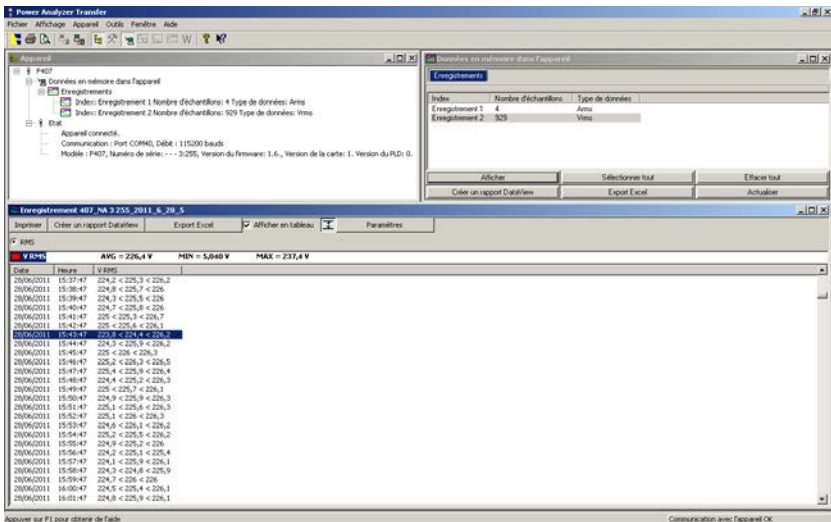 Power Analyzer Transfer
Fichier Affichage Appareil Outils Fenêtre Aide
Appareil
F407
Données en mémoire dans l'appareil
Enregistrements
Index: Enregistrement 1 Nombre d'échantillons: 4 Type de données: Arms
Index: Enregistrement 2 Nombre d'échantillons: 929 Type de données: Vrms
Etat
Appareil connecté.
Communication : Port COM40, Débit : 115200 bauds
Modèle : F407, Numéro de série: - - - 3:255, Version du firmware: 1.6., Version de la carte: 1. Version du PLD: 0.
Données en mémoire dans l'appareil
Enregistrements
Index Nombre d'échantillons Type de données
Enregistrement 1 4 Arms
Enregistrement 2 929 Vrms
Afficher Sélectionner tout Effacer tout
Créer un rapport DataView Export Excel Actualiser
Enregistrement 407_NA 3 255_2011_6_28_5
Imprimer Créer un rapport DataView Export Excel Afficher en tableau Paramètres
RMS
V RMS AVG = 226,4 V MIN = 5,040 V MAX = 237,4 V
Date Heure V RMS
28/06/2011 15:37:47 224,2 < 225,3 < 226,2
28/06/2011 15:38:47 224,8 < 225,7 < 226
28/06/2011 15:39:47 224,3 < 225,5 < 226
28/06/2011 15:40:47 224,7 < 225,8 < 226
28/06/2011 15:41:47 225 < 225,3 < 226,7
28/06/2011 15:42:47 225 < 225,6 < 226,1
28/06/2011 15:43:47 223,8 < 224,4 < 226,2
28/06/2011 15:44:47 224,3 < 225,9 < 226,2
28/06/2011 15:45:47 225 < 226 < 226,3
28/06/2011 15:46:47 225,2 < 226,3 < 226,5
28/06/2011 15:47:47 225,4 < 225,9 < 226,4
28/06/2011 15:48:47 224,4 < 225,2 < 226,3
28/06/2011 15:49:47 225 < 225,7 < 226,1
28/06/2011 15:50:47 224,9 < 225,9 < 226,3
28/06/2011 15:51:47 225,1 < 225,6 < 226,3
28/06/2011 15:52:47 225,1 < 226 < 226,3
28/06/2011 15:53:47 224,6 < 226,1 < 226,2
28/06/2011 15:54:47 225,2 < 225,5 < 226,2
28/06/2011 15:55:47 224,9 < 225,2 < 226
28/06/2011 15:56:47 224,2 < 225,1 < 225,4
28/06/2011 15:57:47 224,1 < 225,9 < 226,1
28/06/2011 15:58:47 224,3 < 224,8 < 225,9
28/06/2011 15:59:47 224,7 < 226 < 226
28/06/2011 16:00:47 224,5 < 225,4 < 226,1
28/06/2011 16:01:47 224,8 < 225,9 < 226,1
Appuyer sur F1 pour obtenir de l'aide
Communication avec l'appareil OK